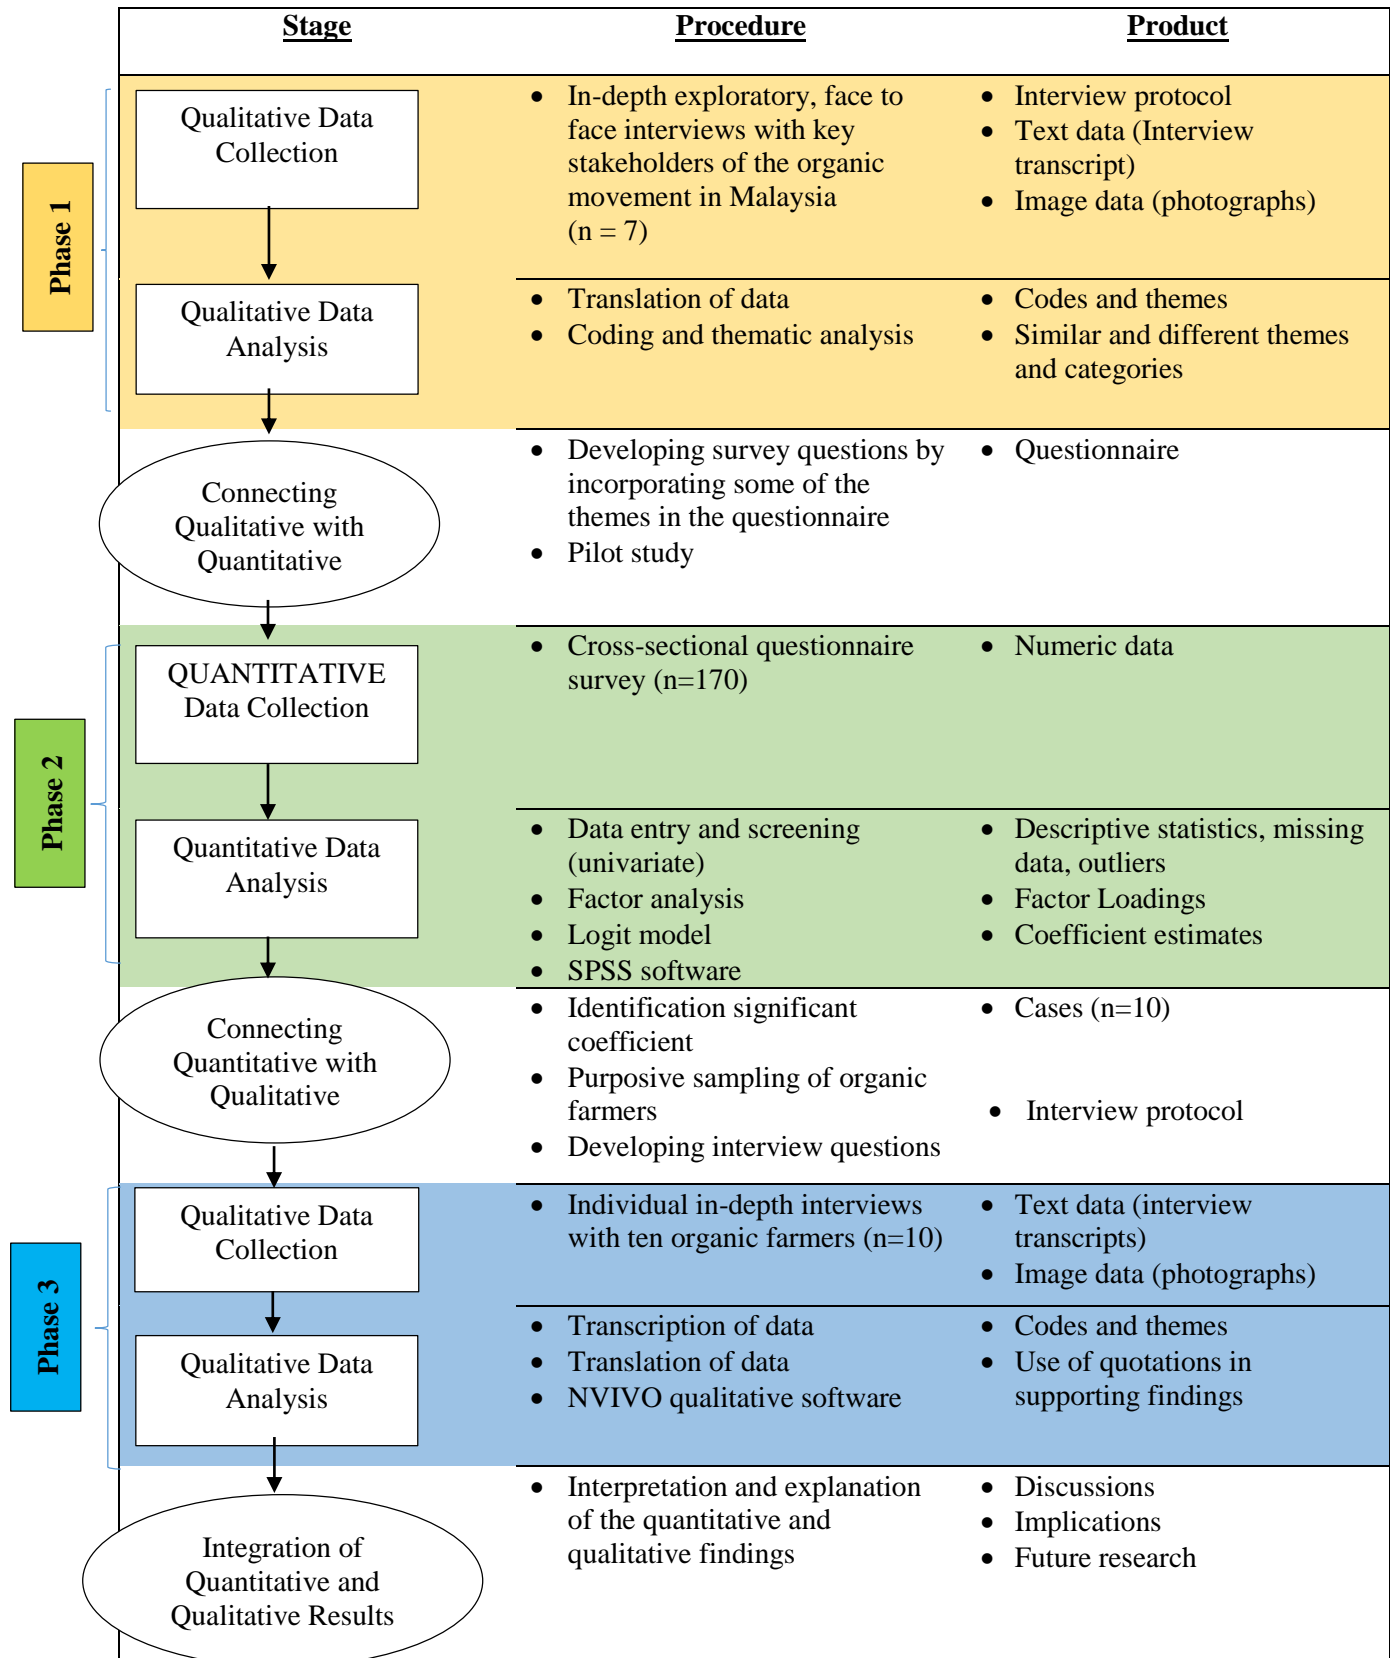 Stage Procedure Product
Phase 1
Qualitative Data
Collection
• In-depth exploratory, face to
face interviews with key
stakeholders of the organic
movement in Malaysia
(n = 7)
• Interview protocol
• Text data (Interview
transcript)
• Image data (photographs)
Qualitative Data
Analysis
• Translation of data
• Coding and thematic analysis
• Codes and themes
• Similar and different themes
and categories
Connecting
Qualitative with
Quantitative
• Developing survey questions by
incorporating some of the
themes in the questionnaire
• Pilot study
• Questionnaire
Phase 2
QUANTITATIVE
Data Collection
• Cross-sectional questionnaire
survey (n=170)
• Numeric data
Quantitative Data
Analysis
• Data entry and screening
(univariate)
• Factor analysis
• Logit model
• SPSS software
• Descriptive statistics, missing
data, outliers
• Factor Loadings
• Coefficient estimates
Connecting
Quantitative with
Qualitative
• Identification significant
coefficient
• Purposive sampling of organic
farmers
• Developing interview questions
• Cases (n=10)
• Interview protocol
Phase 3
Qualitative Data
Collection
• Individual in-depth interviews
with ten organic farmers (n=10)
• Text data (interview
transcripts)
• Image data (photographs)
Qualitative Data
Analysis
• Transcription of data
• Translation of data
• NVIVO qualitative software
• Codes and themes
• Use of quotations in
supporting findings
Integration of
Quantitative and
Qualitative Results
• Interpretation and explanation
of the quantitative and
qualitative findings
• Discussions
• Implications
• Future research